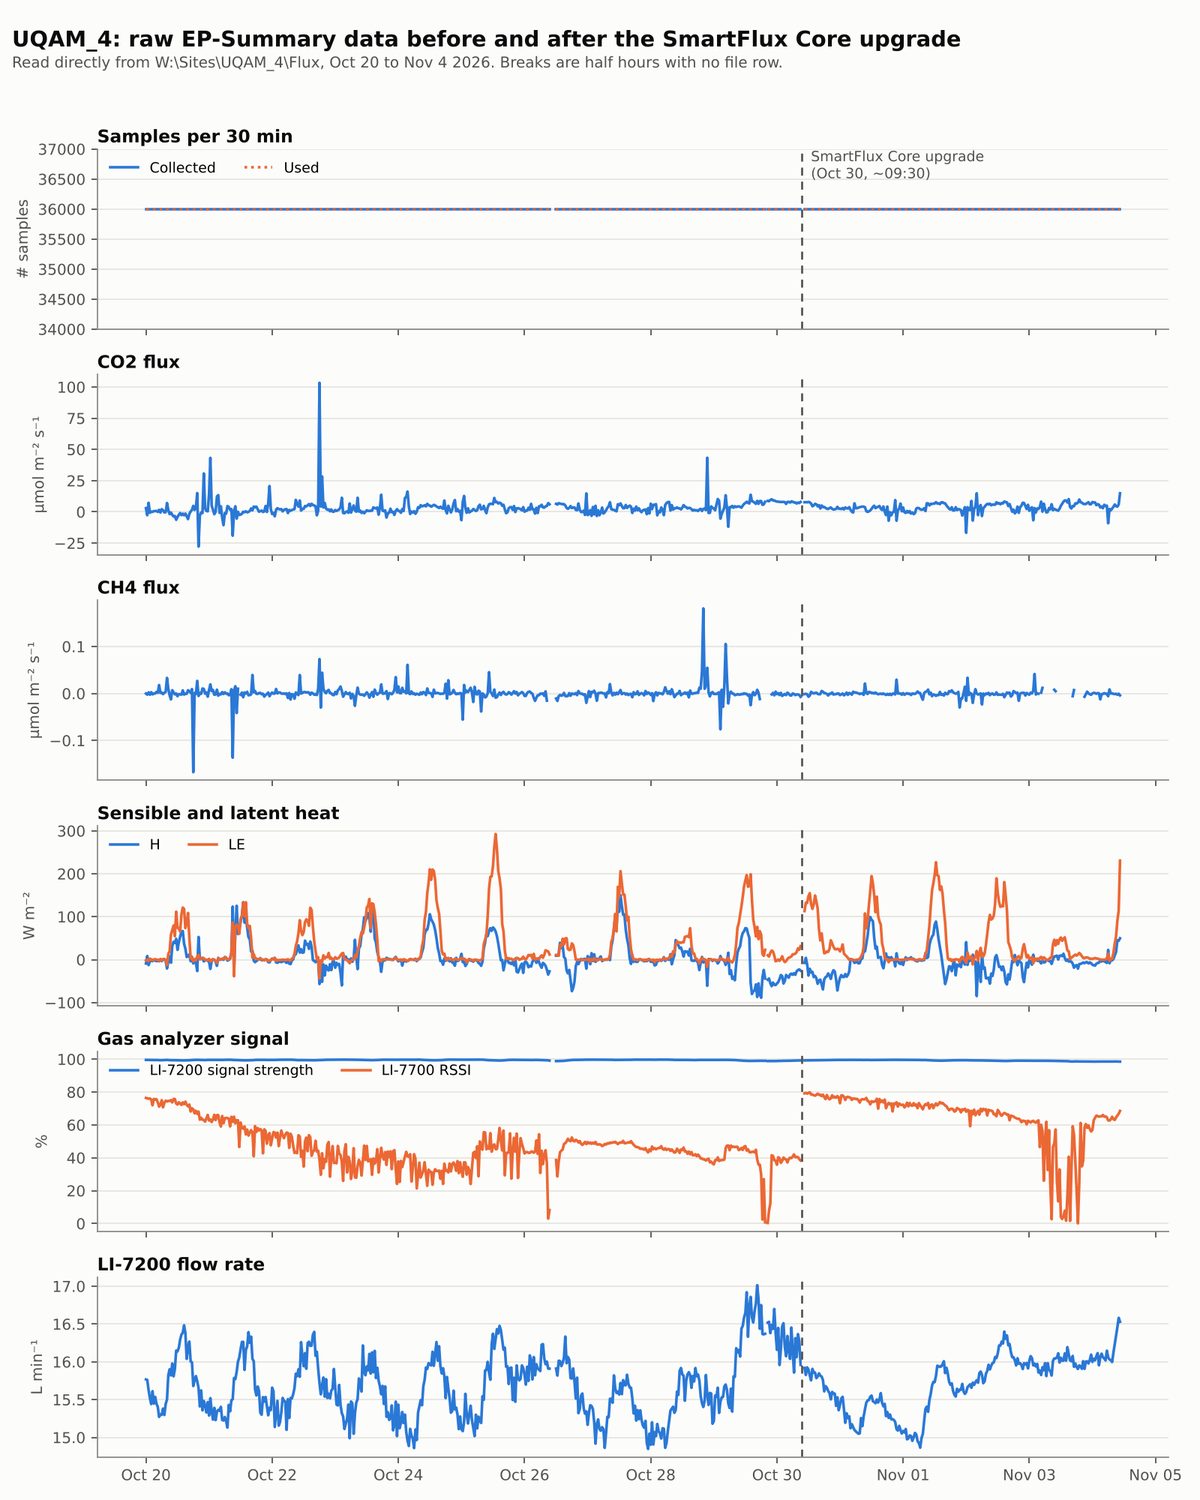 UQAM_4: raw EP-Summary data before and after the SmartFlux Core upgrade
Read directly from W:\Sites\UQAM_4\Flux, Oct 20 to Nov 4 2026. Breaks are half hours with no file row.
Samples per 30 min
Collected Used
SmartFlux Core upgrade
(Oct 30, ~09:30)
# samples
37000
36500
36000
35500
35000
34500
34000
CO2 flux
µmol m⁻² s⁻¹
100
75
50
25
0
−25
CH4 flux
µmol m⁻² s⁻¹
0.1
0.0
−0.1
Sensible and latent heat
H LE
W m⁻²
300
200
100
0
−100
Gas analyzer signal
LI-7200 signal strength LI-7700 RSSI
%
100
80
60
40
20
0
LI-7200 flow rate
L min⁻¹
17.0
16.5
16.0
15.5
15.0
Oct 20 Oct 22 Oct 24 Oct 26 Oct 28 Oct 30 Nov 01 Nov 03 Nov 05